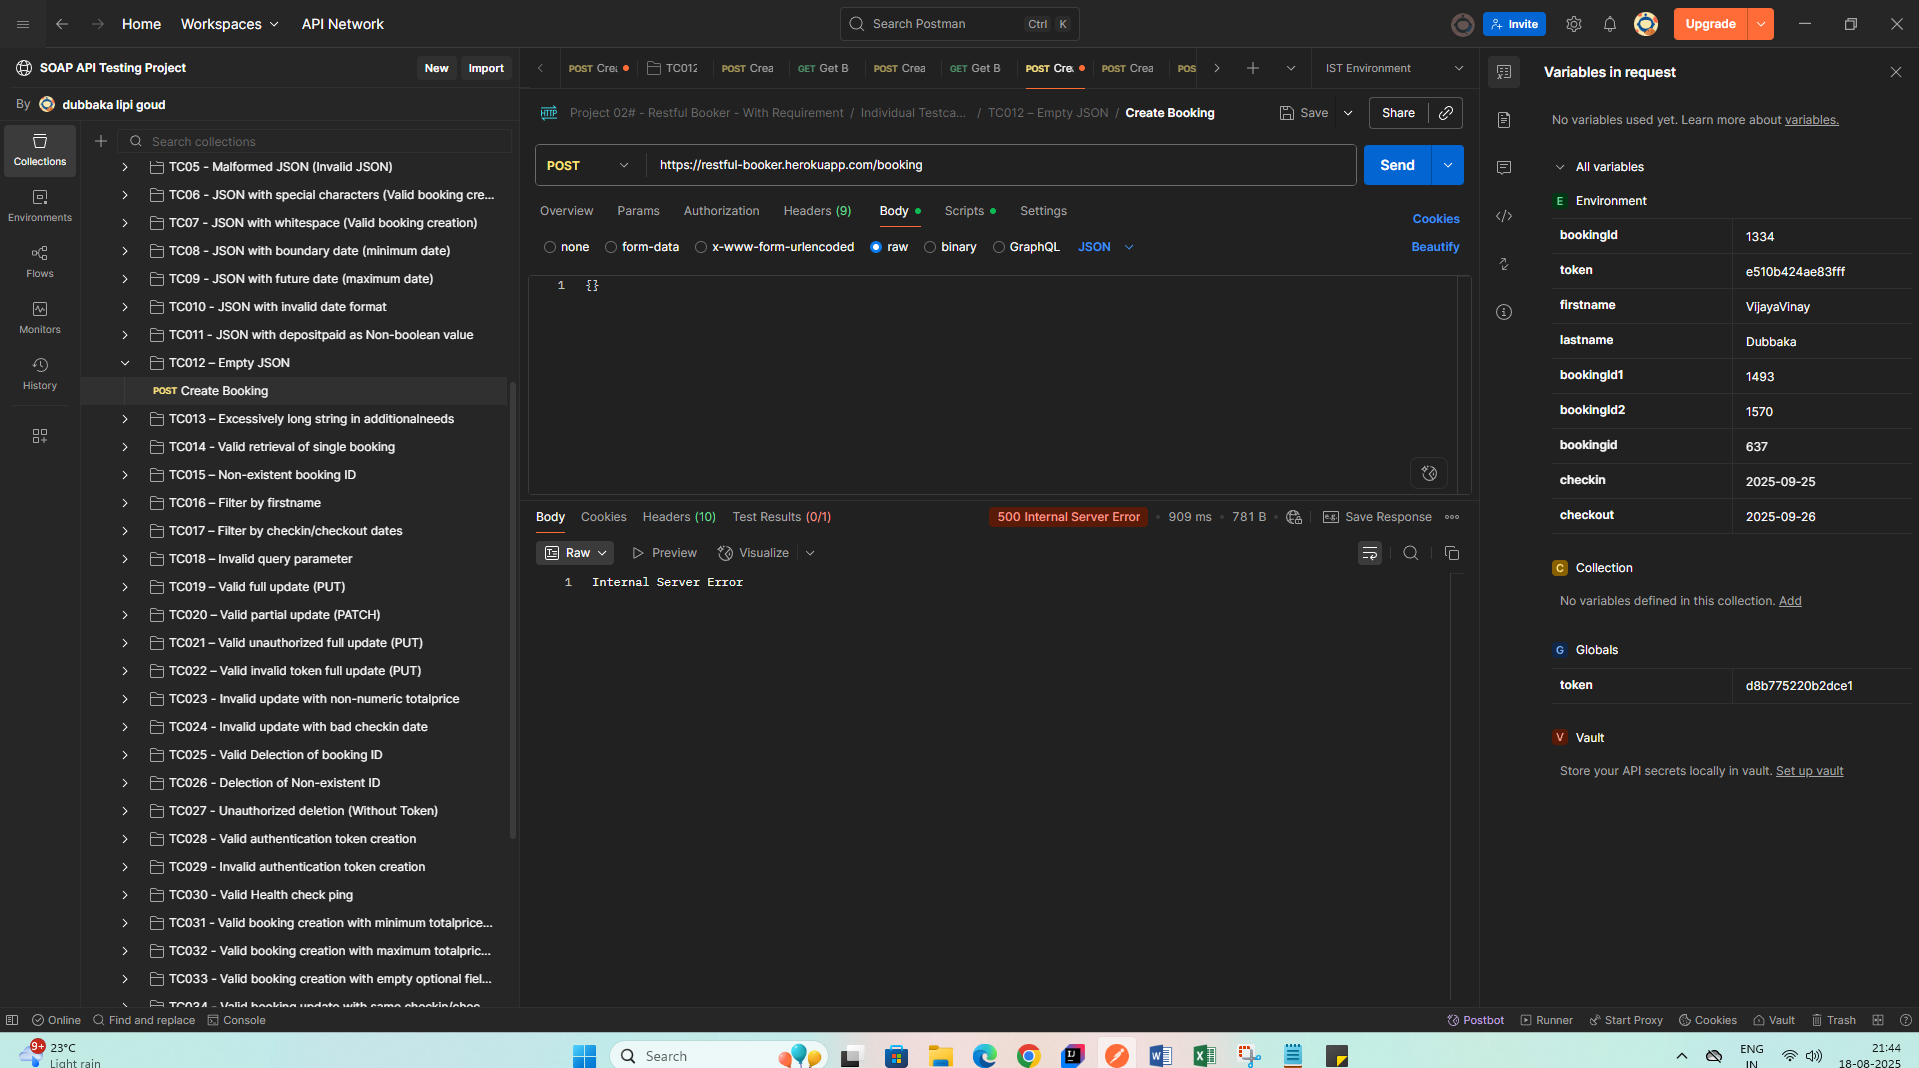 Home
Workspaces
API Network
Search Postman
Ctrl
K
Invite
Upgrade
SOAP API Testing Project
New
Import
By dubbaka lipi goud
Collections
Environments
Flows
Monitors
History
Search collections
TC05 - Malformed JSON (Invalid JSON)
TC06 - JSON with special characters (Valid booking cre...
TC07 - JSON with whitespace (Valid booking creation)
TC08 - JSON with boundary date (minimum date)
TC09 - JSON with future date (maximum date)
TC010 - JSON with invalid date format
TC011 - JSON with depositpaid as Non-boolean value
TC012 – Empty JSON
POST Create Booking
TC013 – Excessively long string in additionalneeds
TC014 - Valid retrieval of single booking
TC015 – Non-existent booking ID
TC016 – Filter by firstname
TC017 – Filter by checkin/checkout dates
TC018 – Invalid query parameter
TC019 – Valid full update (PUT)
TC020 – Valid partial update (PATCH)
TC021 – Valid unauthorized full update (PUT)
TC022 – Valid invalid token full update (PUT)
TC023 - Invalid update with non-numeric totalprice
TC024 - Invalid update with bad checkin date
TC025 - Valid Delection of booking ID
TC026 - Delection of Non-existent ID
TC027 - Unauthorized deletion (Without Token)
TC028 - Valid authentication token creation
TC029 - Invalid authentication token creation
TC030 - Valid Health check ping
TC031 - Valid booking creation with minimum totalprice...
TC032 - Valid booking creation with maximum totalpric...
TC033 - Valid booking creation with empty optional fiel...
TC034 - Valid booking update with same checkin/chec...
POST Crea
TC012
POST Crea
GET Get B
POST Crea
GET Get B
POST Cre
POST Crea
POS
IST Environment
HTTP
Project 02# - Restful Booker - With Requirement / Individual Testca... / TC012 – Empty JSON / Create Booking
Save
Share
POST
https://restful-booker.herokuapp.com/booking
Send
Overview
Params
Authorization
Headers (9)
Body
Scripts
Settings
Cookies
none
form-data
x-www-form-urlencoded
raw
binary
GraphQL
JSON
Beautify
1 {}
Body
Cookies
Headers (10)
Test Results (0/1)
500 Internal Server Error
909 ms
781 B
Save Response
Raw
Preview
Visualize
1 Internal Server Error
Variables in request
No variables used yet. Learn more about variables.
All variables
E Environment
bookingId 1334
token e510b424ae83fff
firstname VijayaVinay
lastname Dubbaka
bookingId1 1493
bookingId2 1570
bookingid 637
checkin 2025-09-25
checkout 2025-09-26
C Collection
No variables defined in this collection. Add
G Globals
token d8b775220b2dce1
V Vault
Store your API secrets locally in vault. Set up vault
Online
Find and replace
Console
Postbot
Runner
Start Proxy
Cookies
Vault
Trash
9+
23°C
Light rain
Search
ENG
IN
21:44
18-08-2025